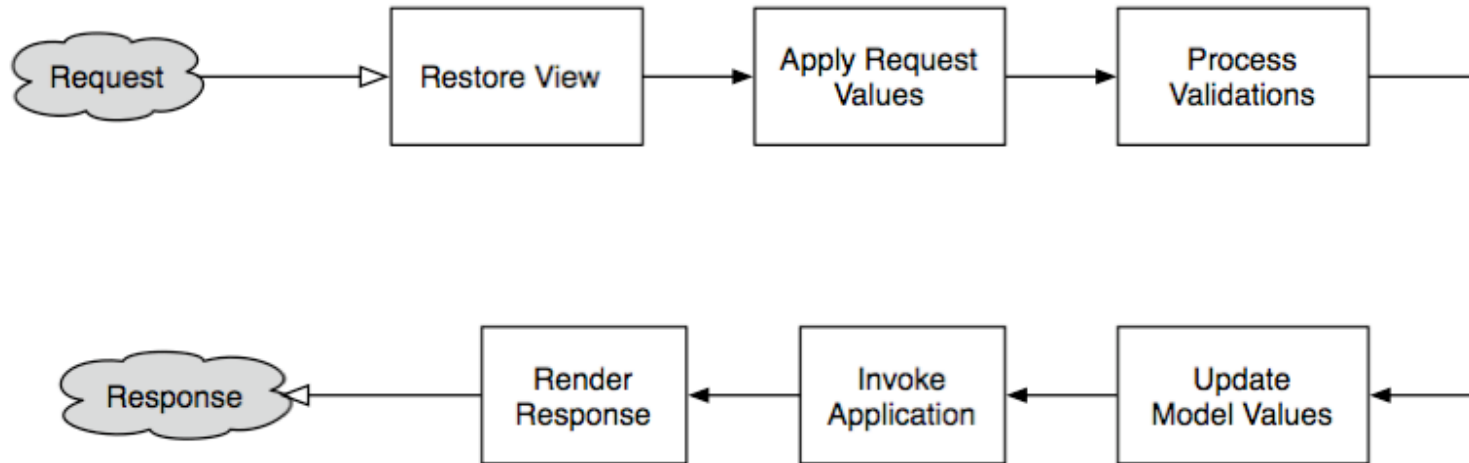 Request
Restore View
Apply Request
Values
Process
Validations
Response
Render
Response
Invoke
Application
Update
Model Values